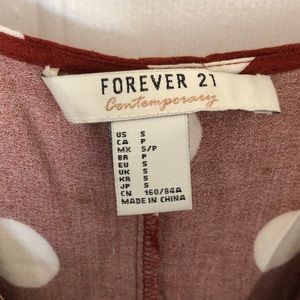 FOREVER 21
Contemporary
US S
CA P
MX S/P
BR P
EU S
UK S
KR S
JP S
CN 160/84A
MADE IN CHINA